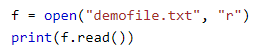 f = open("demofile.txt", "r")
print(f.read())